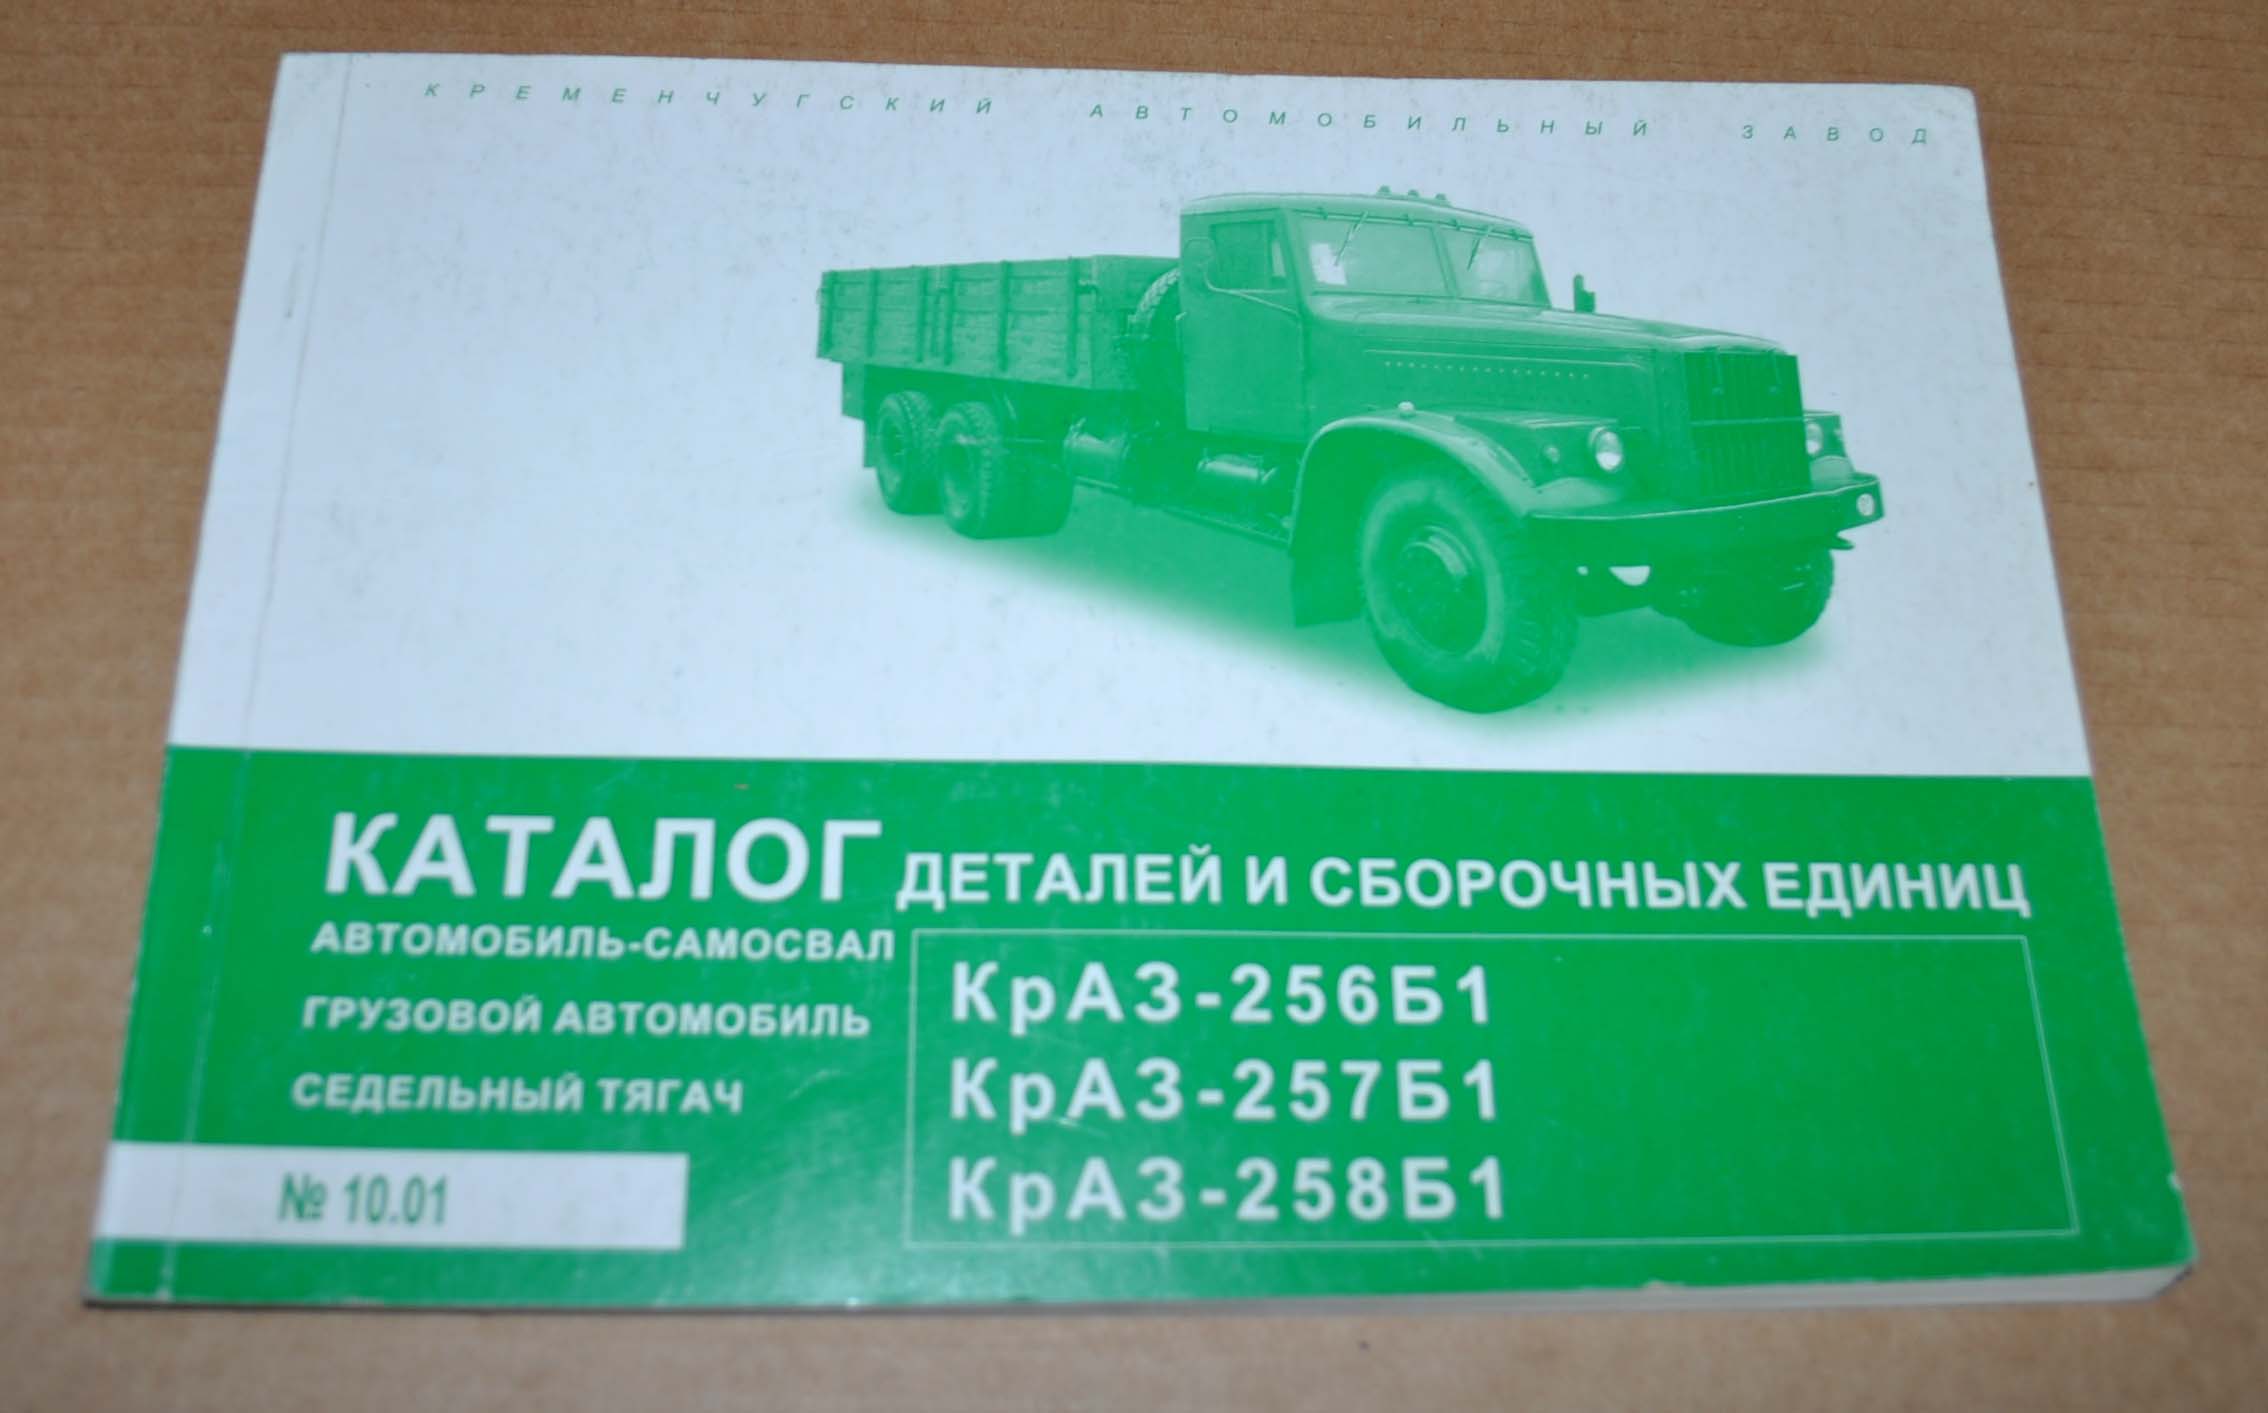 КРЕМЕНЧУГСКИЙ АВТОМОБИЛЬНЫЙ ЗАВОД
КАТАЛОГ ДЕТАЛЕЙ И СБОРОЧНЫХ ЕДИНИЦ
АВТОМОБИЛЬ-САМОСВАЛ КрАЗ-256Б1
ГРУЗОВОЙ АВТОМОБИЛЬ КрАЗ-257Б1
СЕДЕЛЬНЫЙ ТЯГАЧ КрАЗ-258Б1
№ 10.01